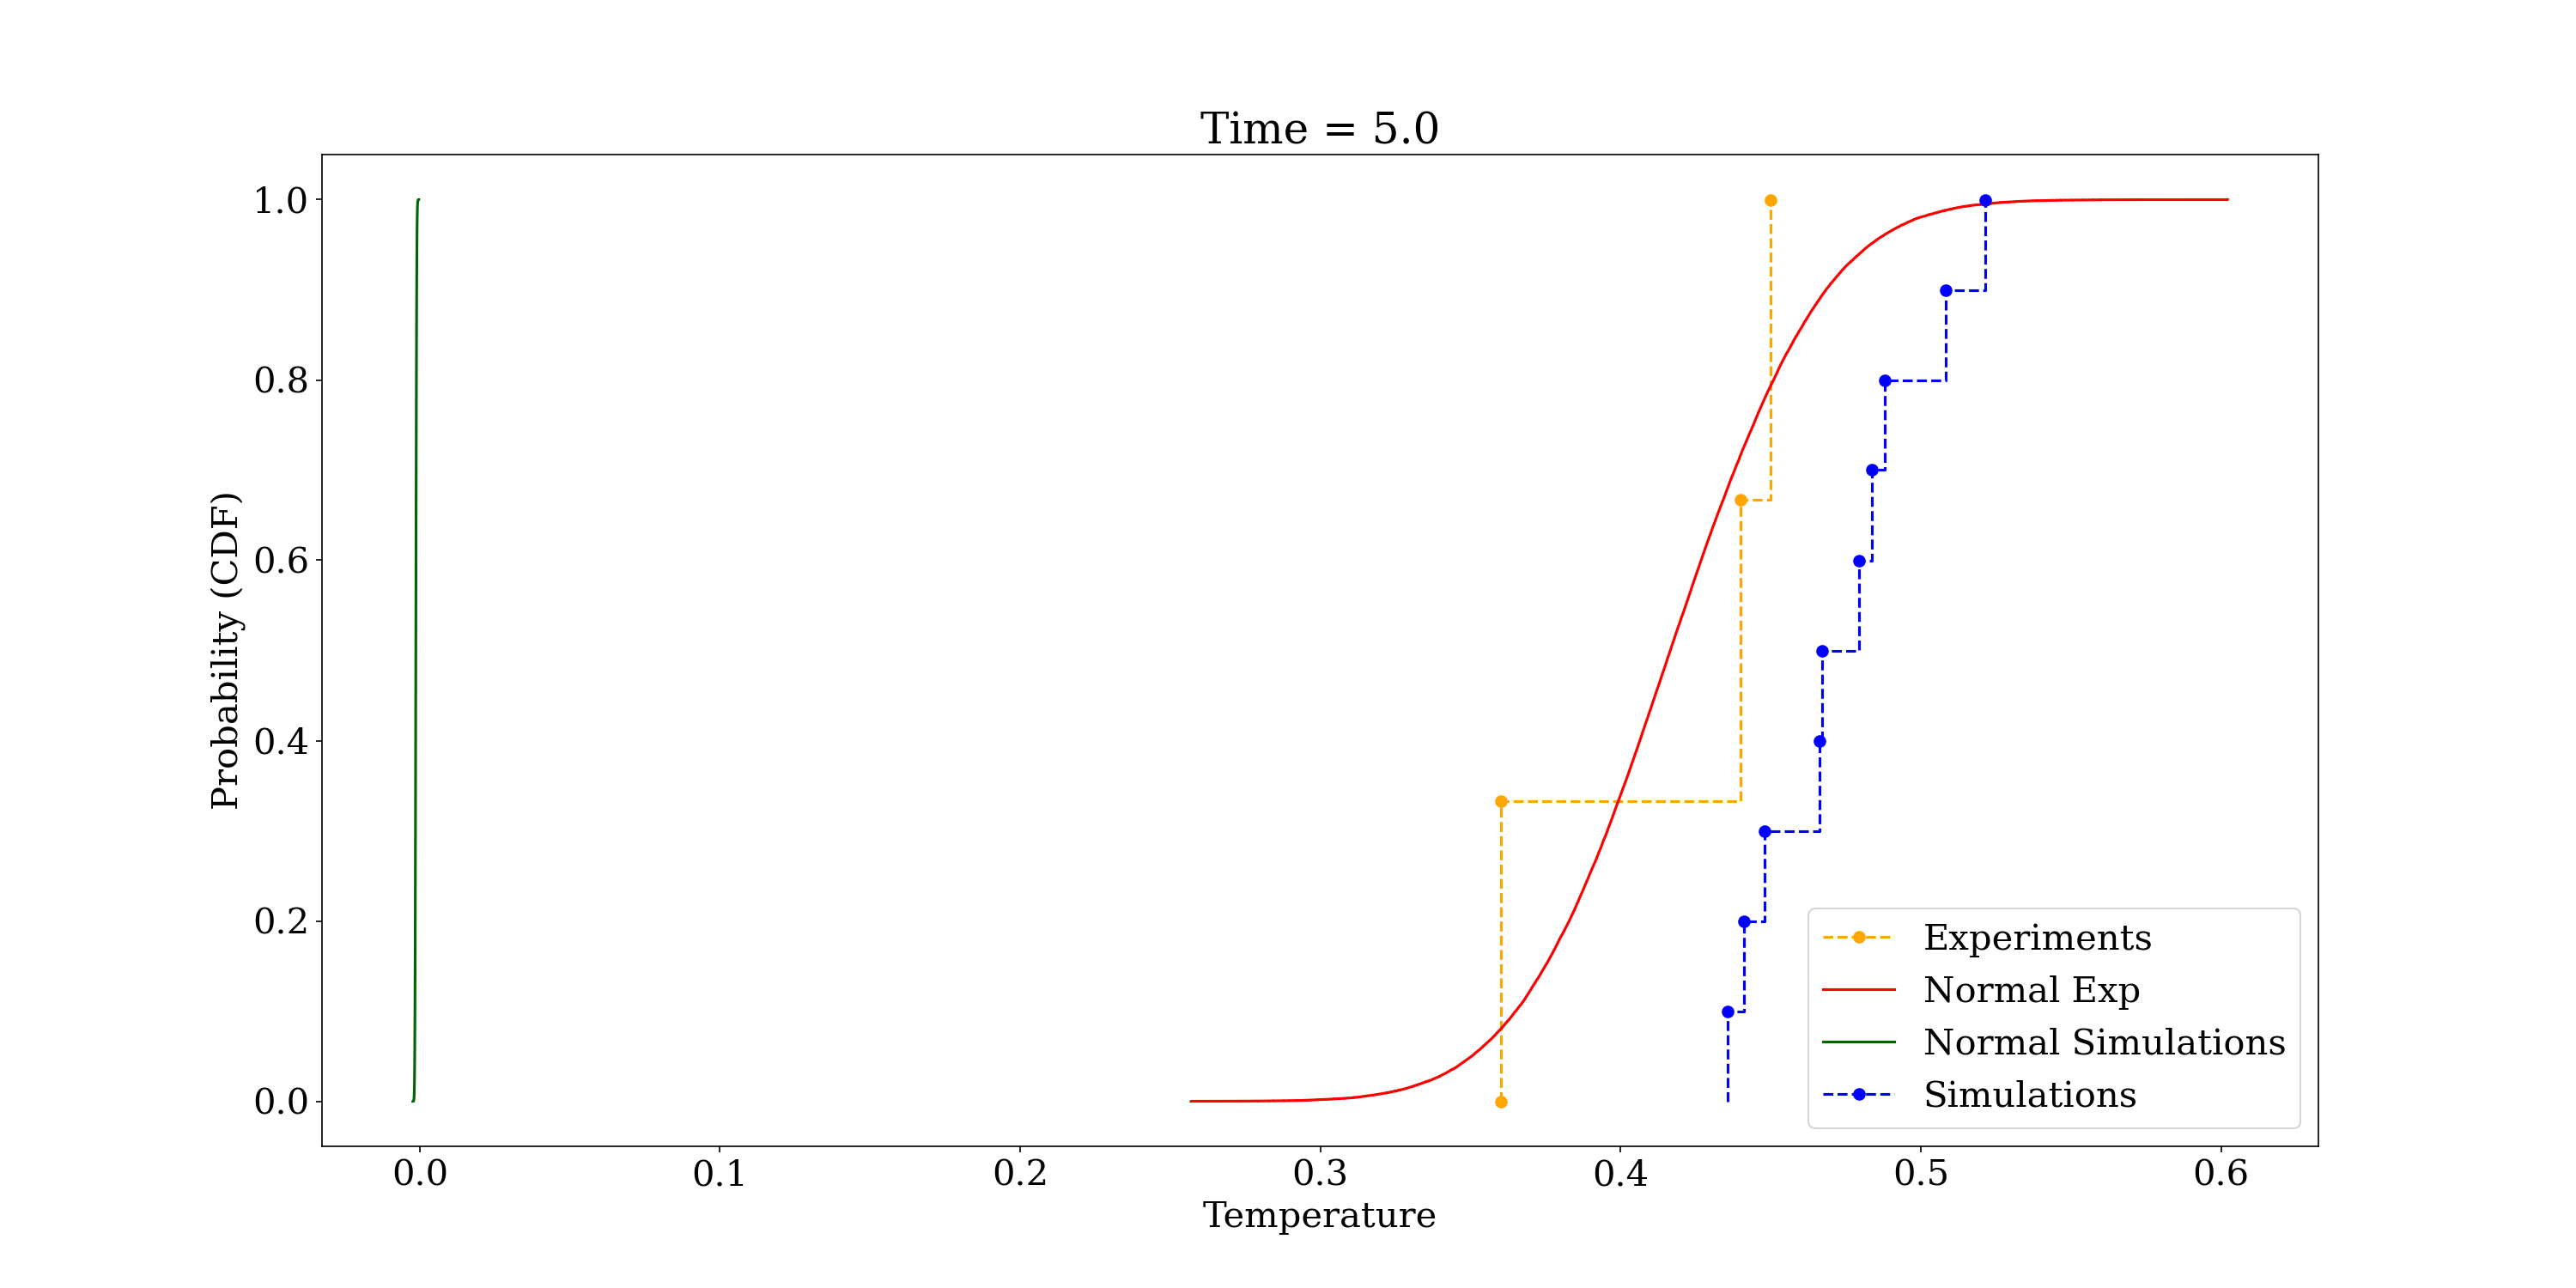 Time = 5.0
1.0
0.8
0.6
0.4
0.2
0.0
Probability (CDF)
0.0 0.1 0.2 0.3 0.4 0.5 0.6
Temperature
Experiments
Normal Exp
Normal Simulations
Simulations